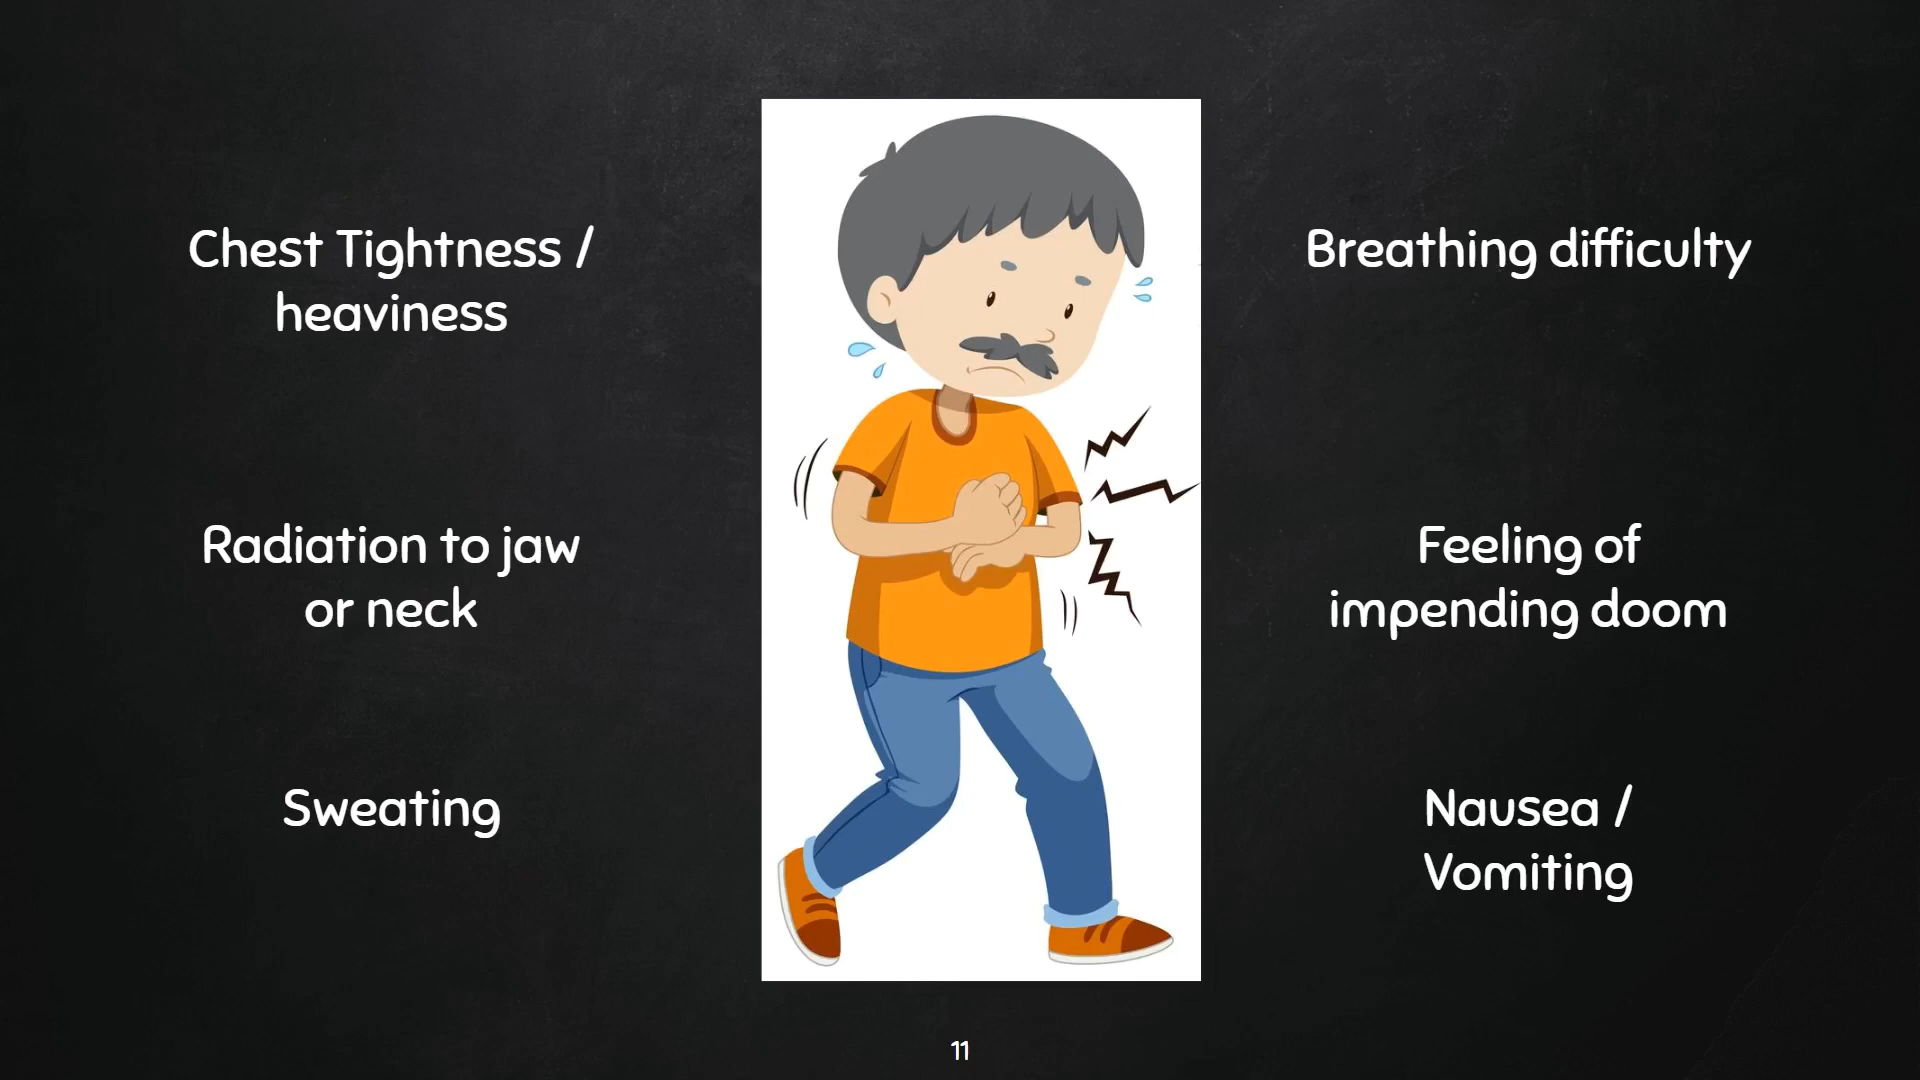 Chest Tightness /
heaviness
Breathing difficulty
Radiation to jaw
or neck
Feeling of
impending doom
Sweating
Nausea /
Vomiting
11